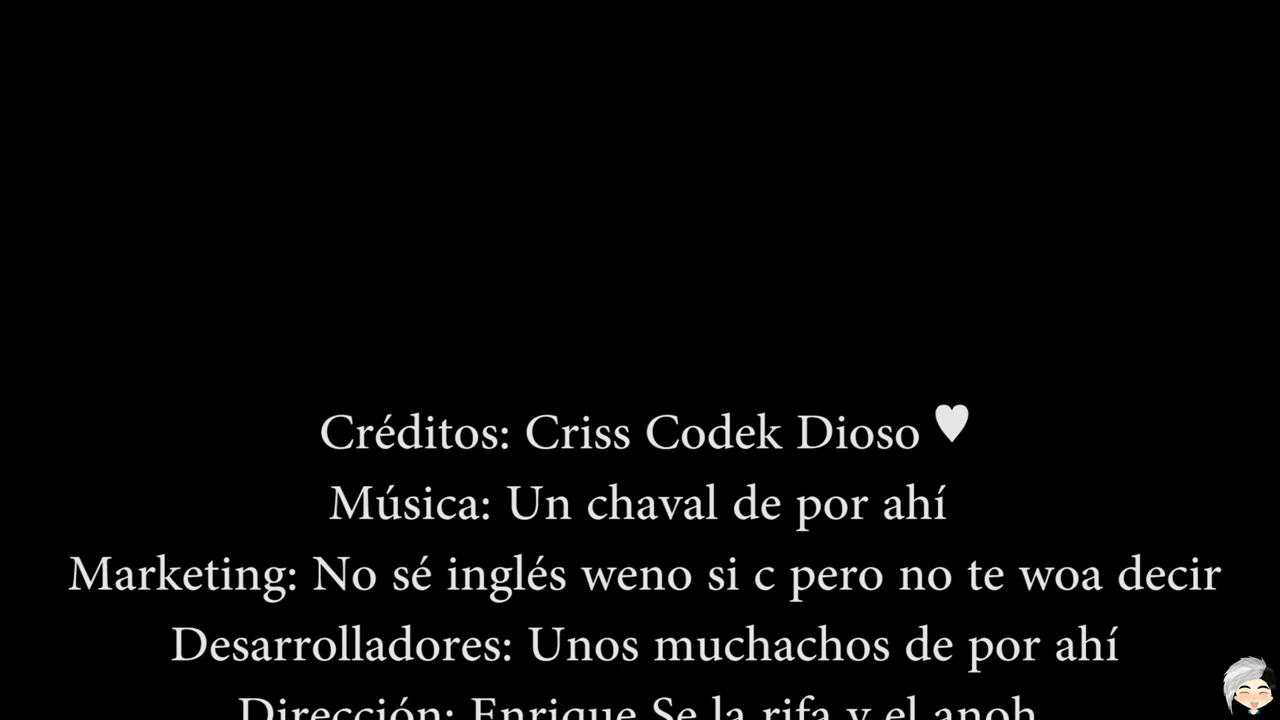 Créditos: Criss Codek Dioso ♥
Música: Un chaval de por ahí
Marketing: No sé inglés weno si c pero no te woa decir
Desarrolladores: Unos muchachos de por ahí
Dirección: Enrique Se la rifa y el anoh